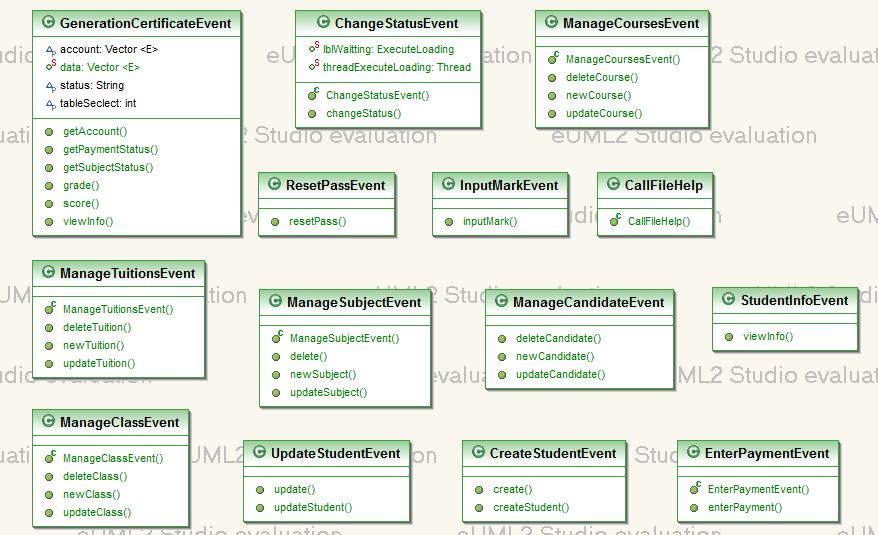 GenerationCertificateEvent
account: Vector <E>
data: Vector <E>
status: String
tableSeclect: int
getAccount()
getPaymentStatus()
getSubjectStatus()
grade()
score()
viewInfo()
ChangeStatusEvent
lblWaitting: ExecuteLoading
threadExecuteLoading: Thread
ChangeStatusEvent()
changeStatus()
ManageCoursesEvent
ManageCoursesEvent()
deleteCourse()
newCourse()
updateCourse()
ResetPassEvent
resetPass()
InputMarkEvent
inputMark()
CallFileHelp
CallFileHelp()
ManageTuitionsEvent
ManageTuitionsEvent()
deleteTuition()
newTuition()
updateTuition()
ManageSubjectEvent
ManageSubjectEvent()
delete()
newSubject()
updateSubject()
ManageCandidateEvent
deleteCandidate()
newCandidate()
updateCandidate()
StudentInfoEvent
viewInfo()
ManageClassEvent
ManageClassEvent()
deleteClass()
newClass()
updateClass()
UpdateStudentEvent
update()
updateStudent()
CreateStudentEvent
create()
createStudent()
EnterPaymentEvent
EnterPaymentEvent()
enterPayment()
eUML2 Studio evaluation